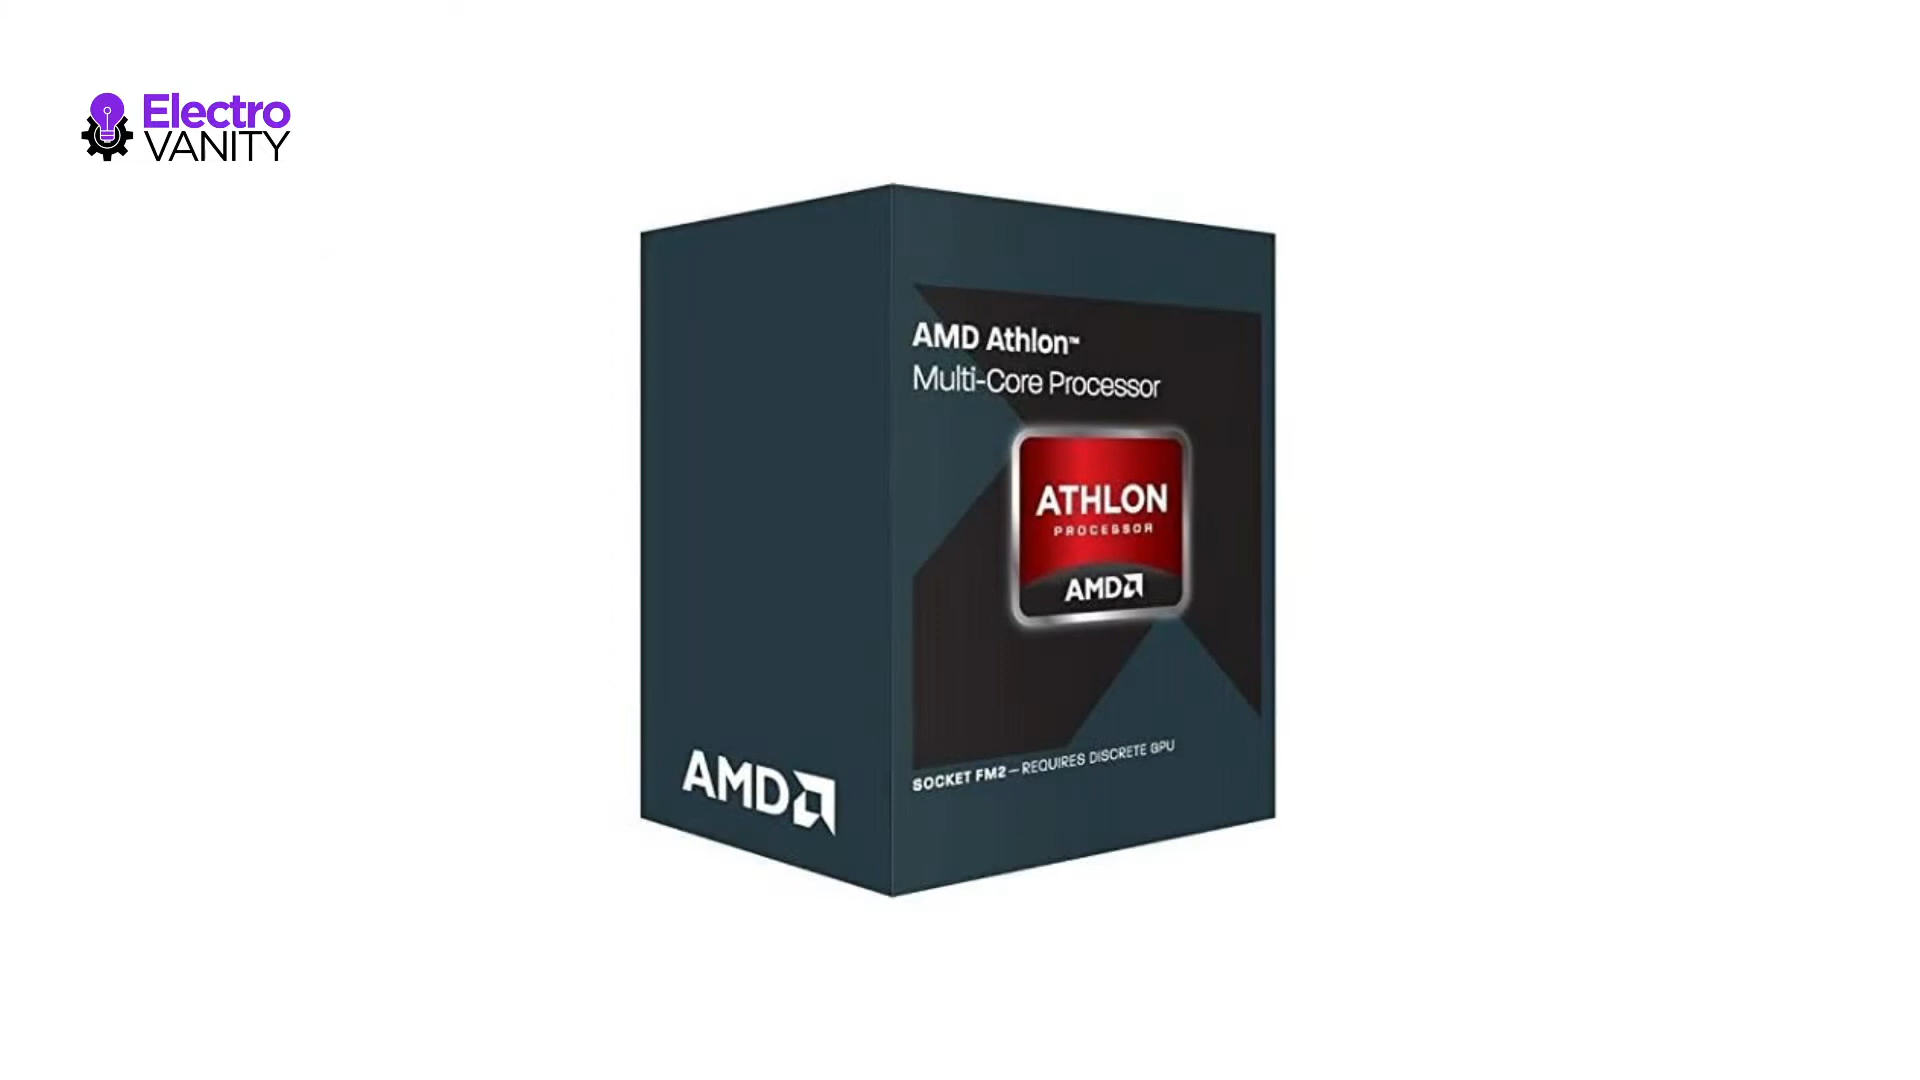 Electro
VANITY
AMD Athlon™
Multi-Core Processor
ATHLON
PROCESSOR
AMD
SOCKET FM2 — REQUIRES DISCRETE GPU
AMD